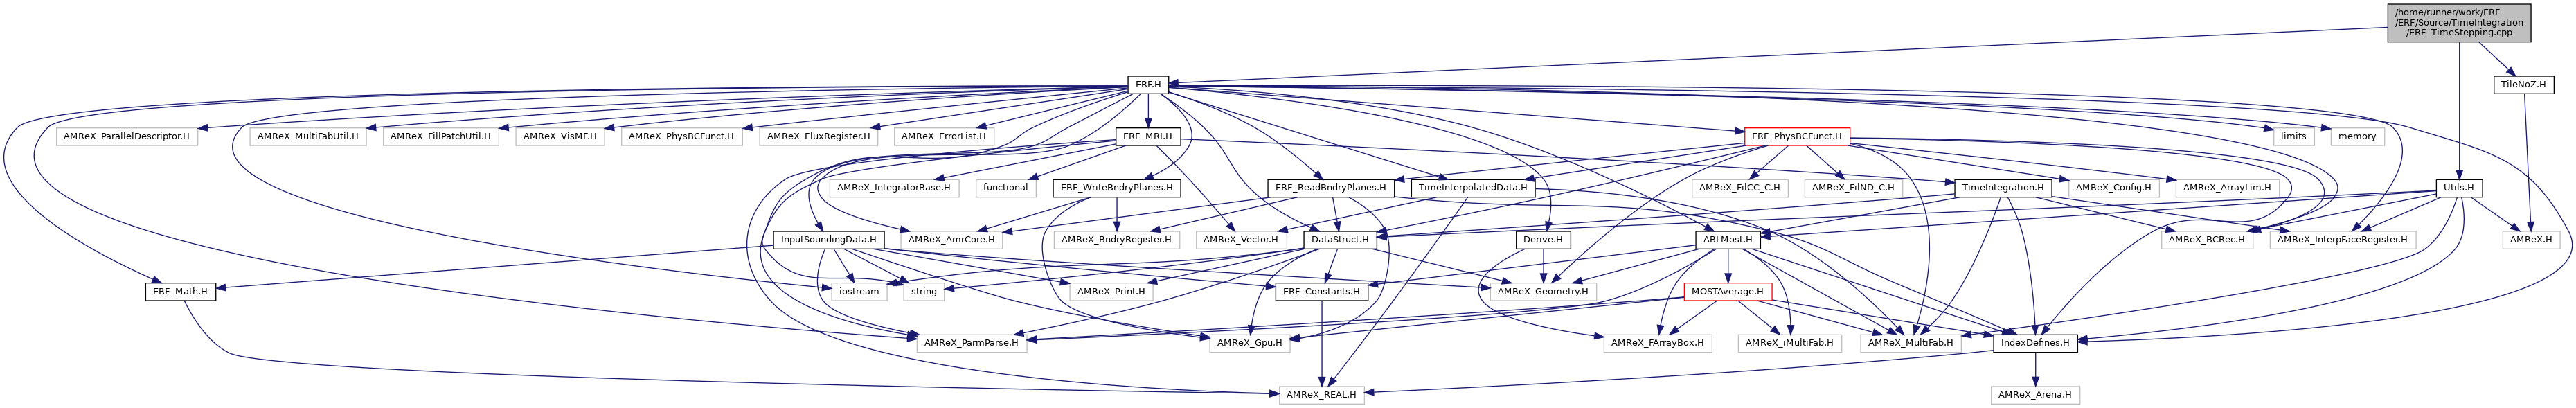 /home/runner/work/ERF
/ERF/Source/TimeIntegration
/ERF_TimeStepping.cpp
ERF.H
TileNoZ.H
AMReX_ParallelDescriptor.H
AMReX_MultiFabUtil.H
AMReX_FillPatchUtil.H
AMReX_VisMF.H
AMReX_PhysBCFunct.H
AMReX_FluxRegister.H
AMReX_ErrorList.H
ERF_MRI.H
ERF_PhysBCFunct.H
limits
memory
AMReX_IntegratorBase.H
functional
ERF_WriteBndryPlanes.H
ERF_ReadBndryPlanes.H
TimeInterpolatedData.H
AMReX_FilCC_C.H
AMReX_FilND_C.H
TimeIntegration.H
AMReX_Config.H
AMReX_ArrayLim.H
Utils.H
InputSoundingData.H
AMReX_AmrCore.H
AMReX_BndryRegister.H
AMReX_Vector.H
DataStruct.H
Derive.H
ABLMost.H
AMReX_BCRec.H
AMReX_InterpFaceRegister.H
AMReX.H
ERF_Math.H
iostream
string
AMReX_Print.H
ERF_Constants.H
AMReX_Geometry.H
MOSTAverage.H
AMReX_ParmParse.H
AMReX_Gpu.H
AMReX_FArrayBox.H
AMReX_iMultiFab.H
AMReX_MultiFab.H
IndexDefines.H
AMReX_REAL.H
AMReX_Arena.H